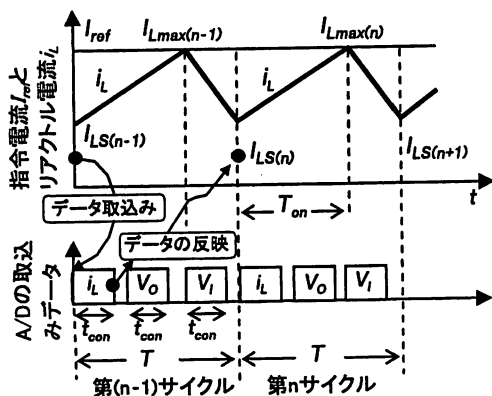 指令電流I_refと
リアクトル電流i_L
I_ref
I_Lmax(n-1)
I_Lmax(n)
i_L
i_L
I_LS(n-1)
I_LS(n)
I_LS(n+1)
データ取込み
T_on
t
データの反映
A/Dの取込
みデータ
i_L
V_O
V_I
i_L
V_O
V_I
t_con
t_con
t_con
T
T
第(n-1)サイクル
第nサイクル